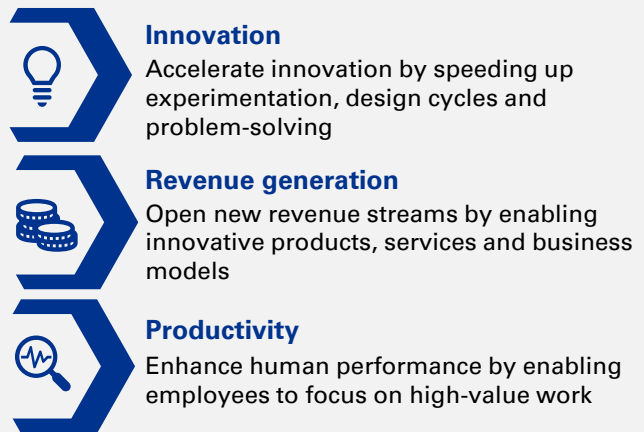 Innovation
Accelerate innovation by speeding up
experimentation, design cycles and
problem-solving
Revenue generation
Open new revenue streams by enabling
innovative products, services and business
models
Productivity
Enhance human performance by enabling
employees to focus on high-value work